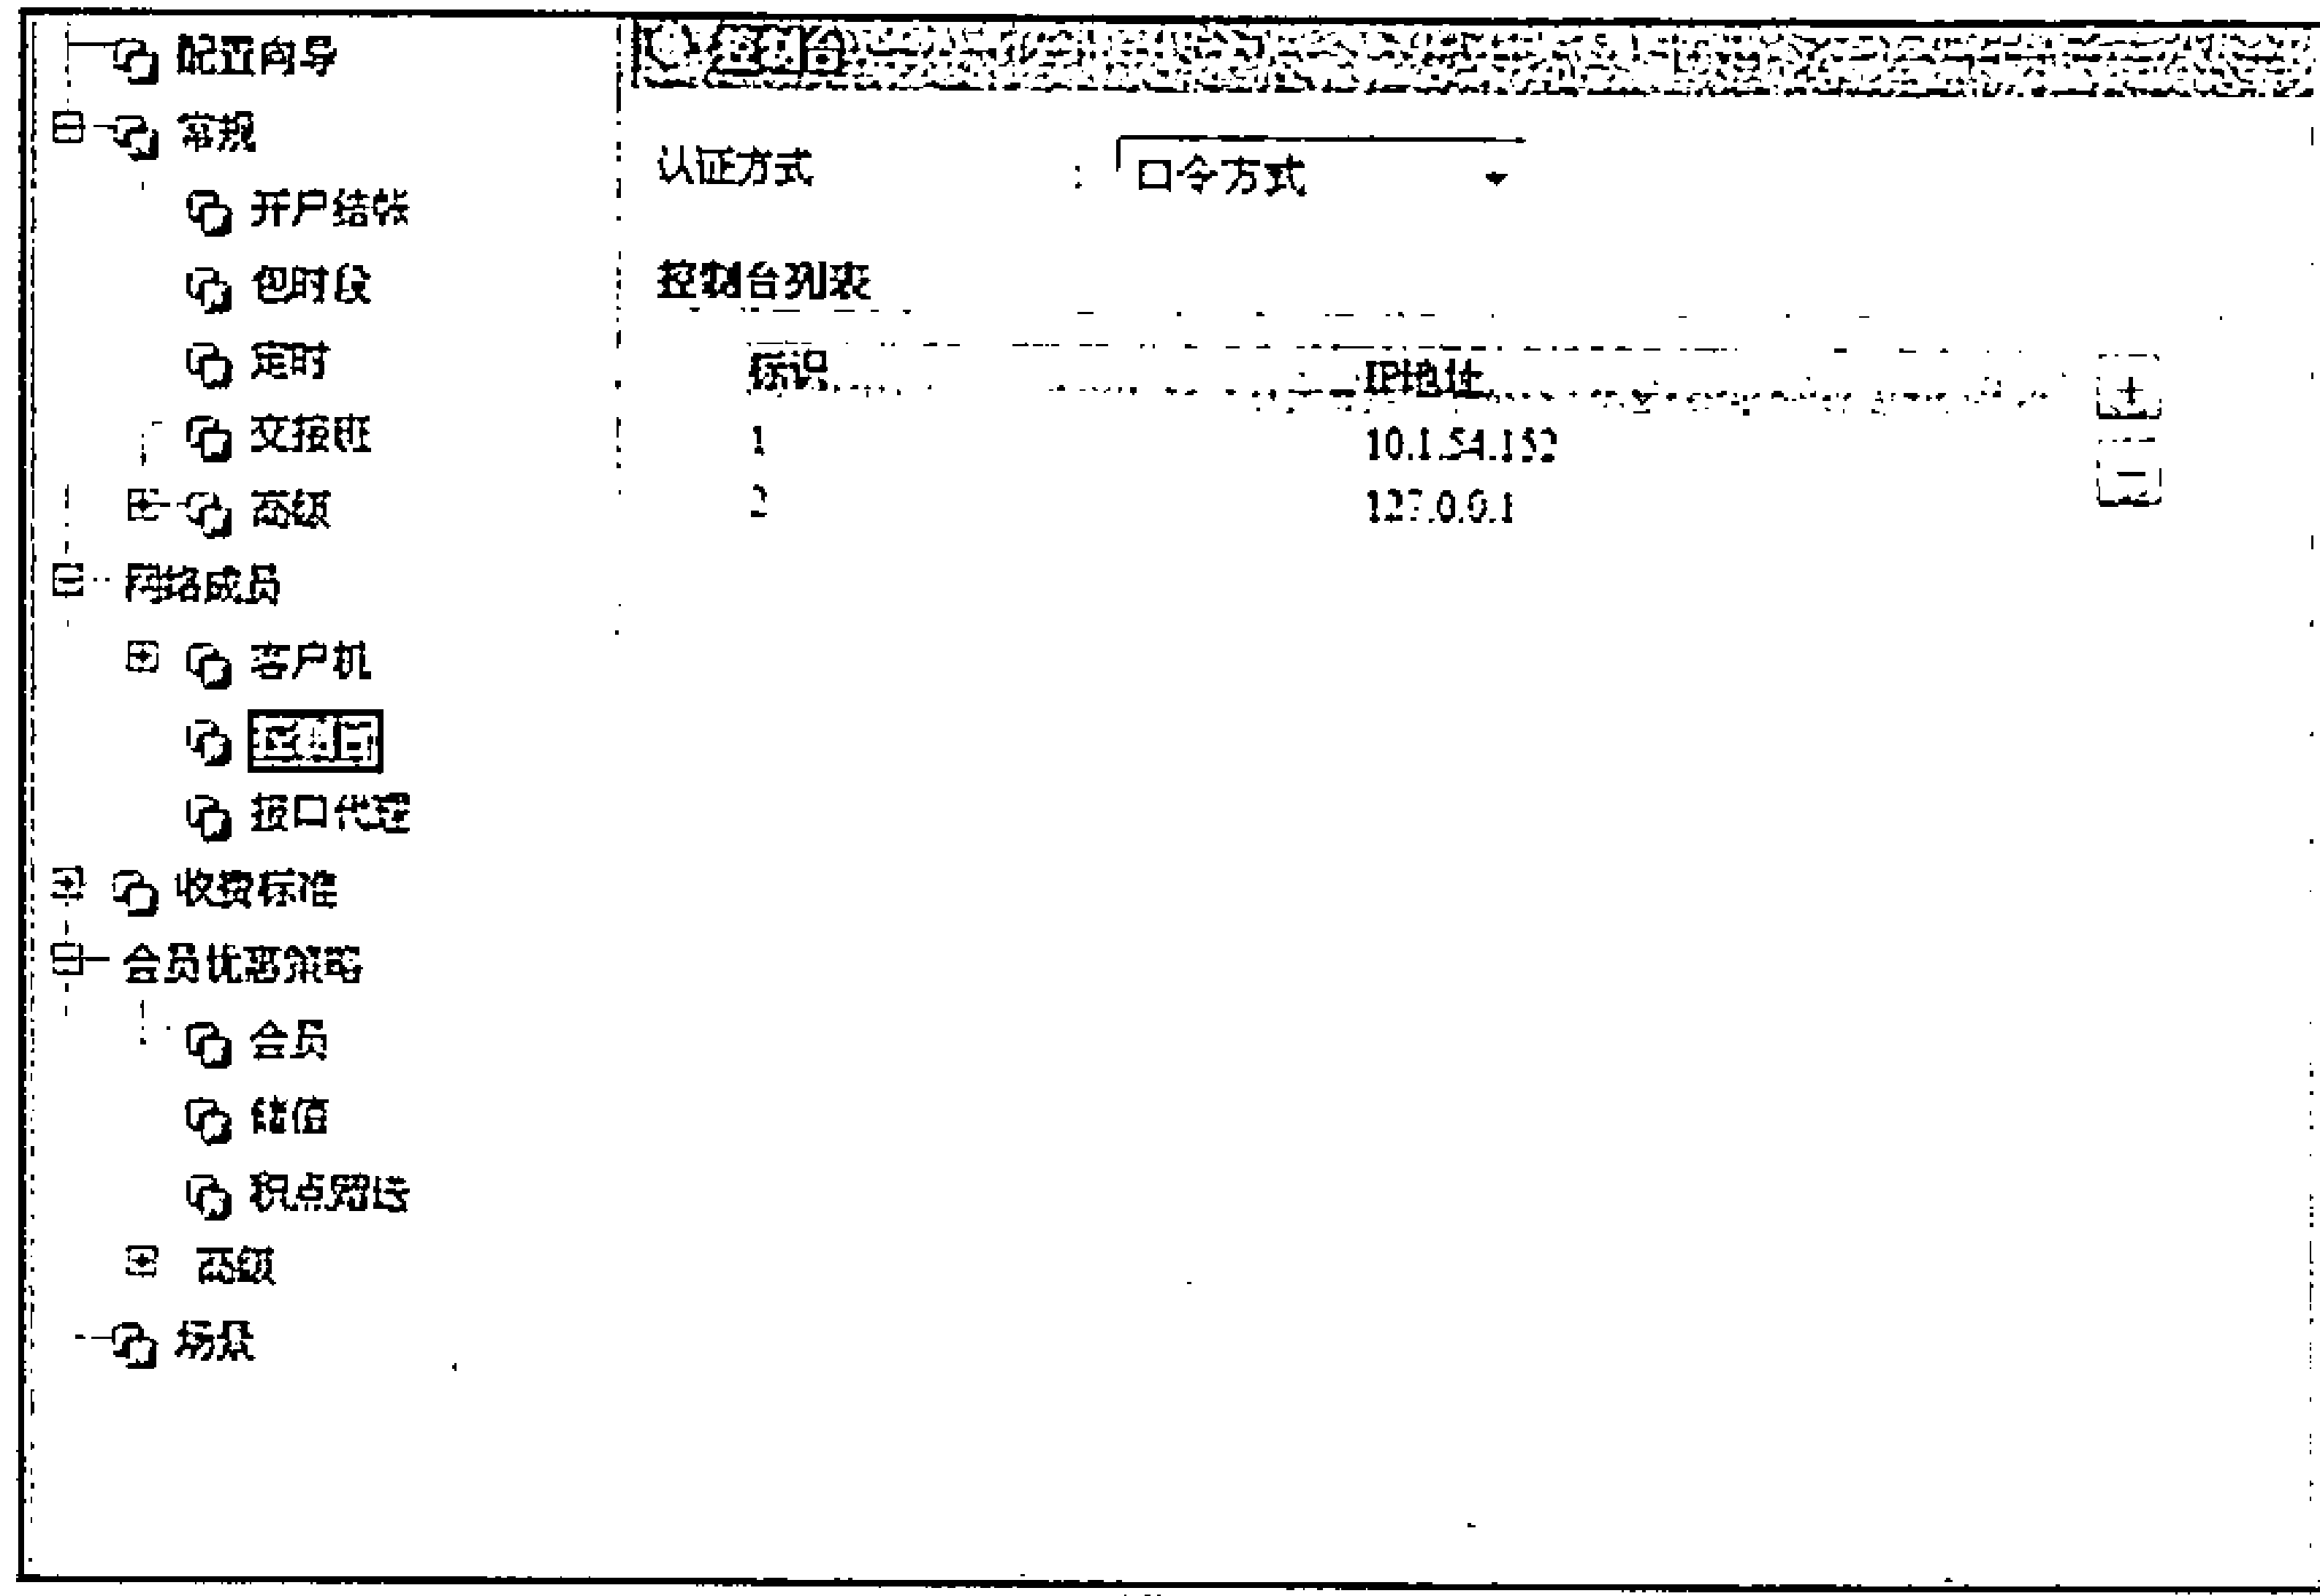 配置向导
常规
开户结帐
包时段
定时
交接班
高级
网络成员
客户机
控制台
接口代理
收费标准
会员优惠策略
会员
储值
积点
高级
场景
控制台
认证方式 : 口令方式
控制台列表
标识 IP地址
1 10.1.54.152
2 127.0.0.1